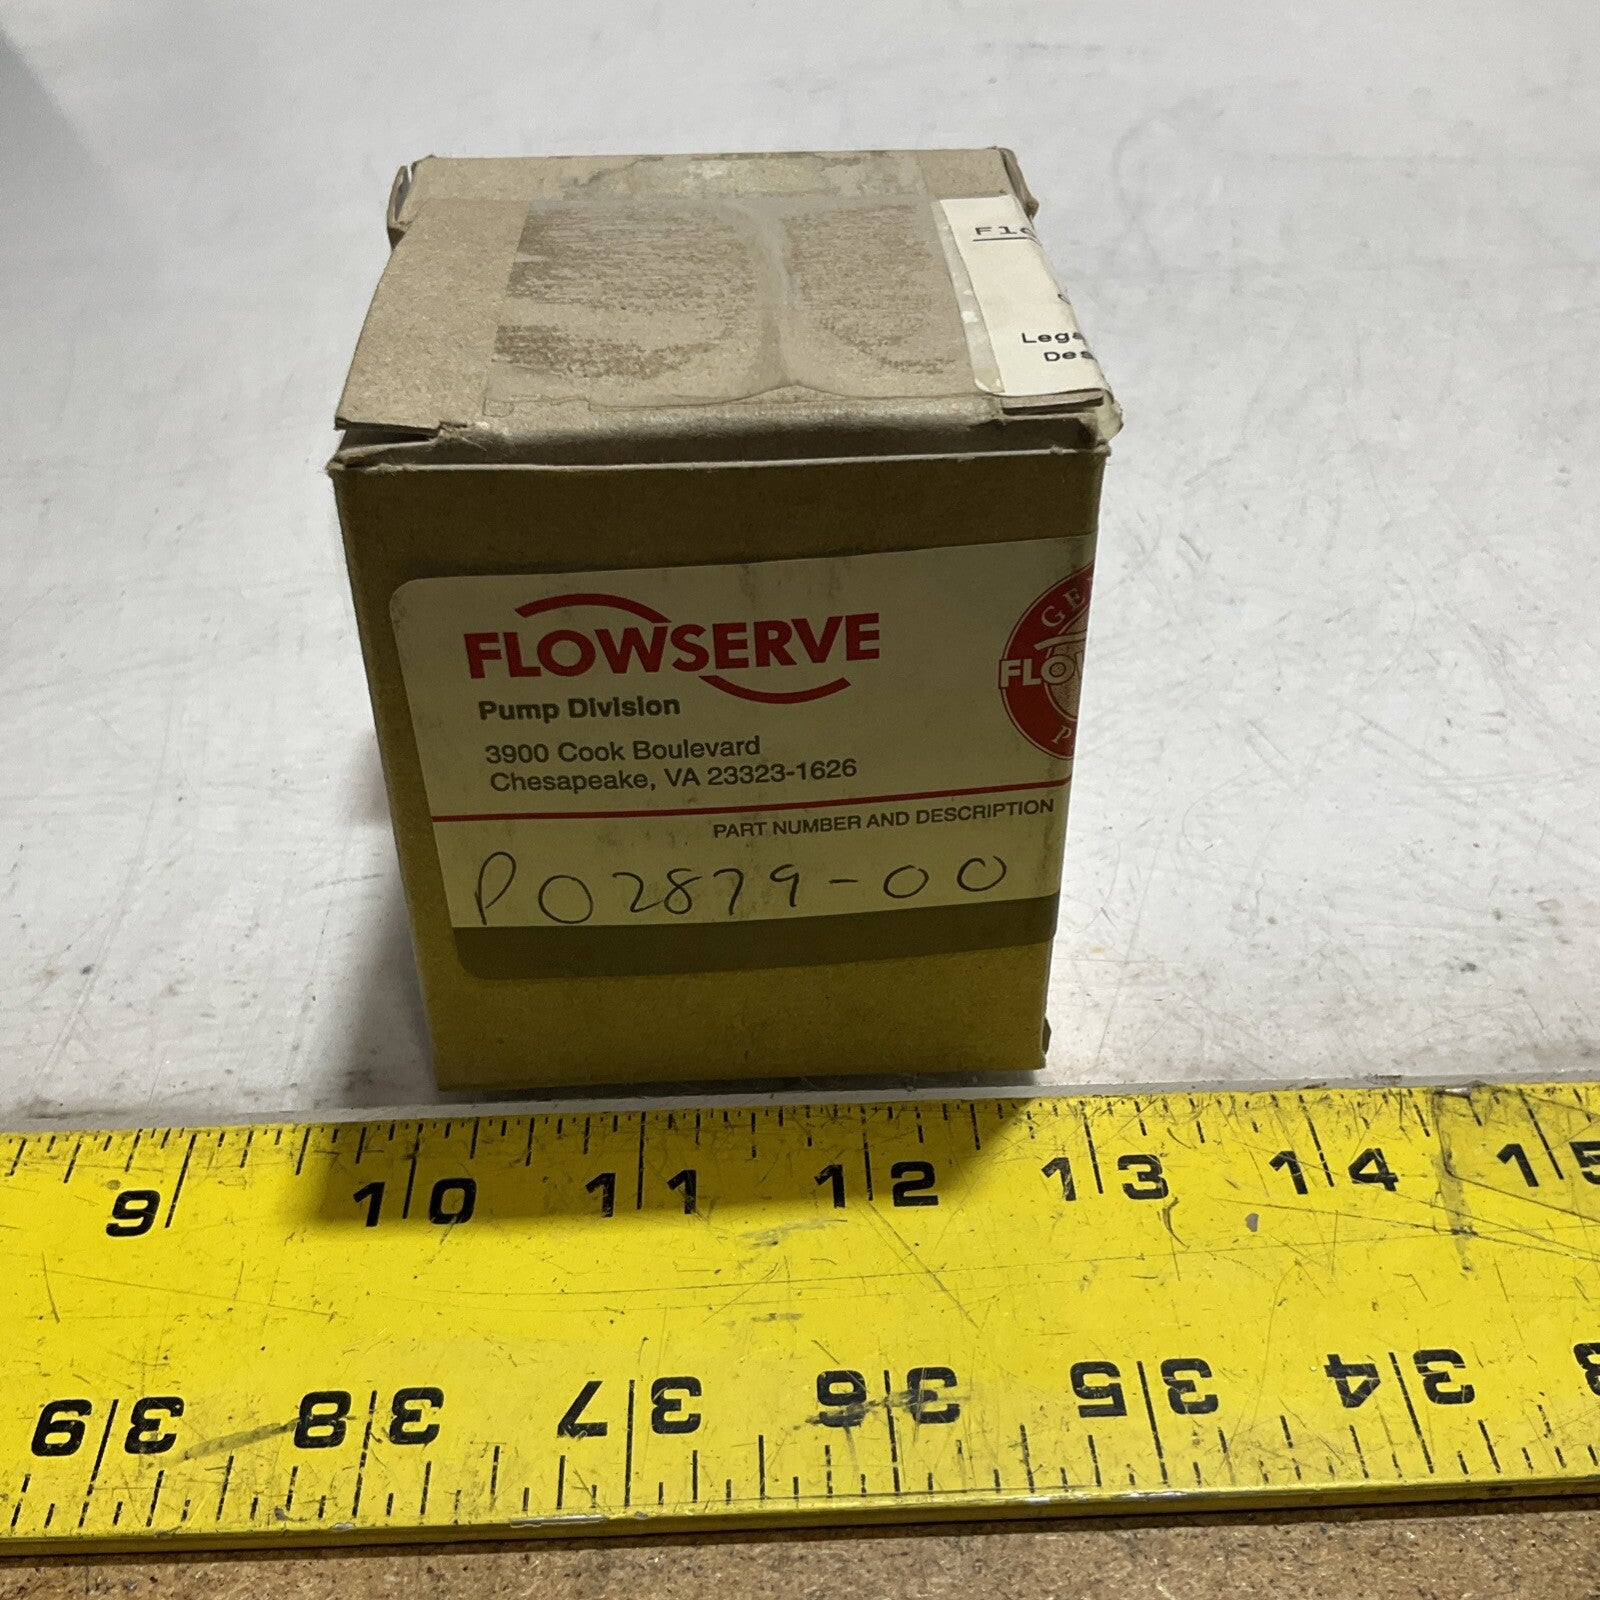 FLOWSERVE
Pump Division
3900 Cook Boulevard
Chesapeake, VA 23323-1626
PART NUMBER AND DESCRIPTION
P02879-00
9 10 11 12 13 14 15
39 38 37 36 35 34